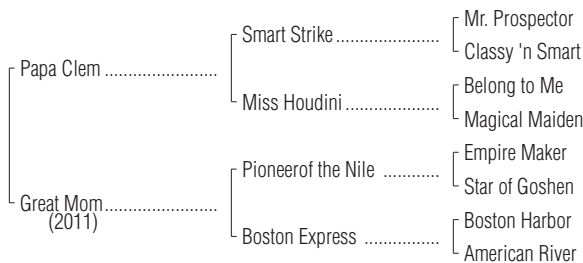 Mr. Prospector
Smart Strike ......................
Classy 'n Smart
Papa Clem ........................
Belong to Me
Miss Houdini ....................
Magical Maiden
Empire Maker
Pioneerof the Nile ............
Star of Goshen
Great Mom ........................
(2011)
Boston Harbor
Boston Express ................
American River